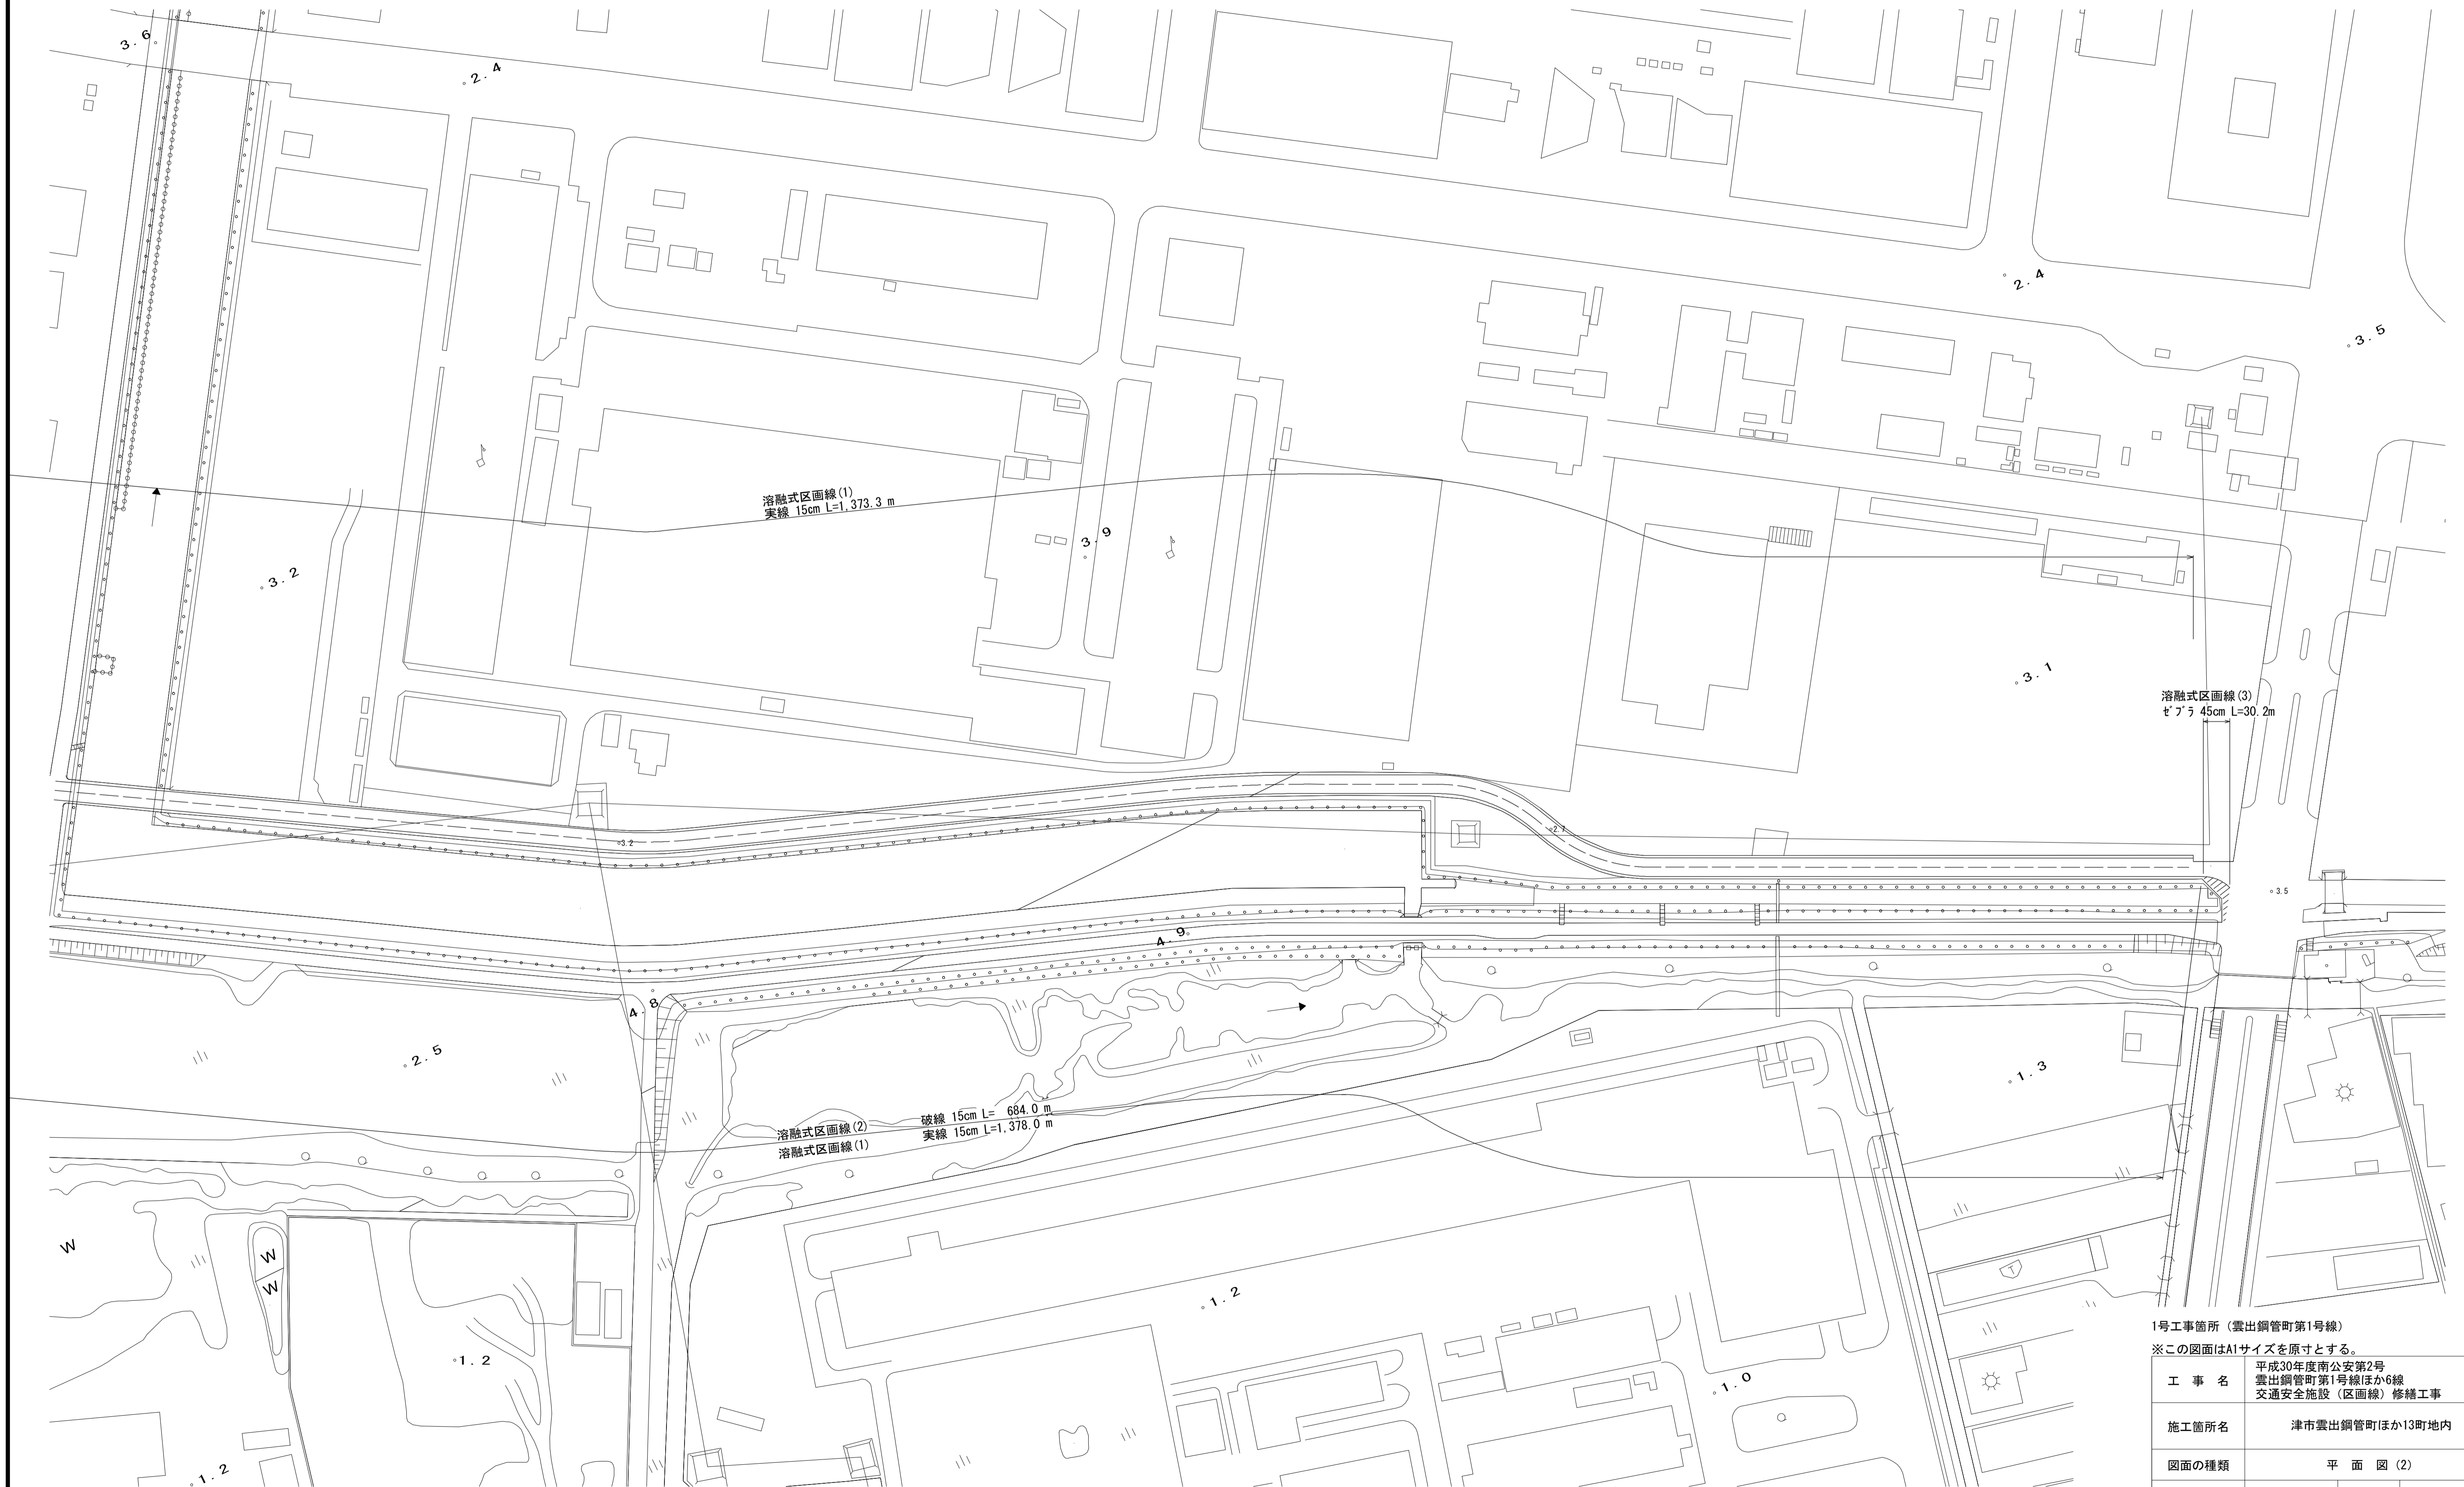 3.6
2.4
2.4
3.5
溶融式区画線(1)
実線 15cm L=1,373.3 m
3.9
3.2
3.1
溶融式区画線(3)
ｾﾞﾌﾞﾗ 45cm L=30.2m
3.2
2.7
3.5
4.9
4.8
2.5
1.3
溶融式区画線(2) 破線 15cm L= 684.0 m
溶融式区画線(1) 実線 15cm L=1,378.0 m
W
W
W
1.2
1.2
1.0
1.2
1号工事箇所（雲出鋼管町第1号線）
※この図面はA1サイズを原寸とする。
工 事 名
平成30年度南公安第2号
雲出鋼管町第1号線ほか6線
交通安全施設（区画線）修繕工事
施工箇所名 津市雲出鋼管町ほか13町地内
図面の種類 平 面 図（2）